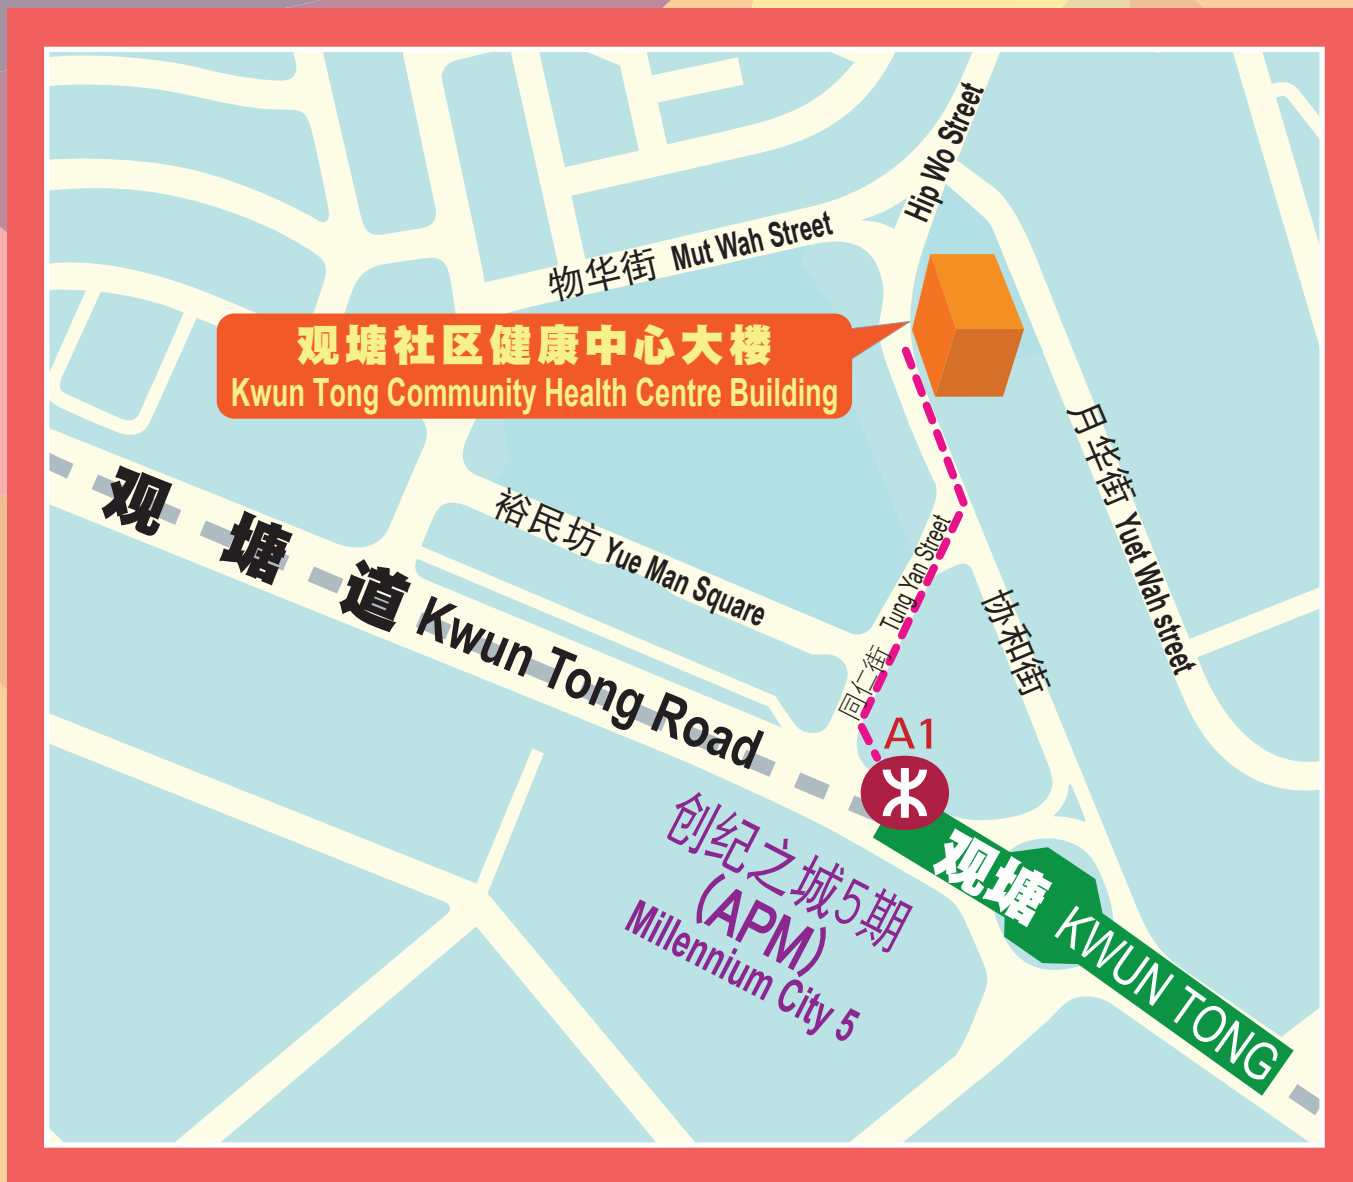 Hip Wo Street
物华街 Mut Wah Street
观塘社区健康中心大楼
Kwun Tong Community Health Centre Building
月华街 Yuet Wah street
观塘道 Kwun Tong Road
裕民坊 Yue Man Square
同仁街 Tung Yan Street
协和街
A1
创纪之城5期
(APM)
Millennium City 5
观塘 KWUN TONG